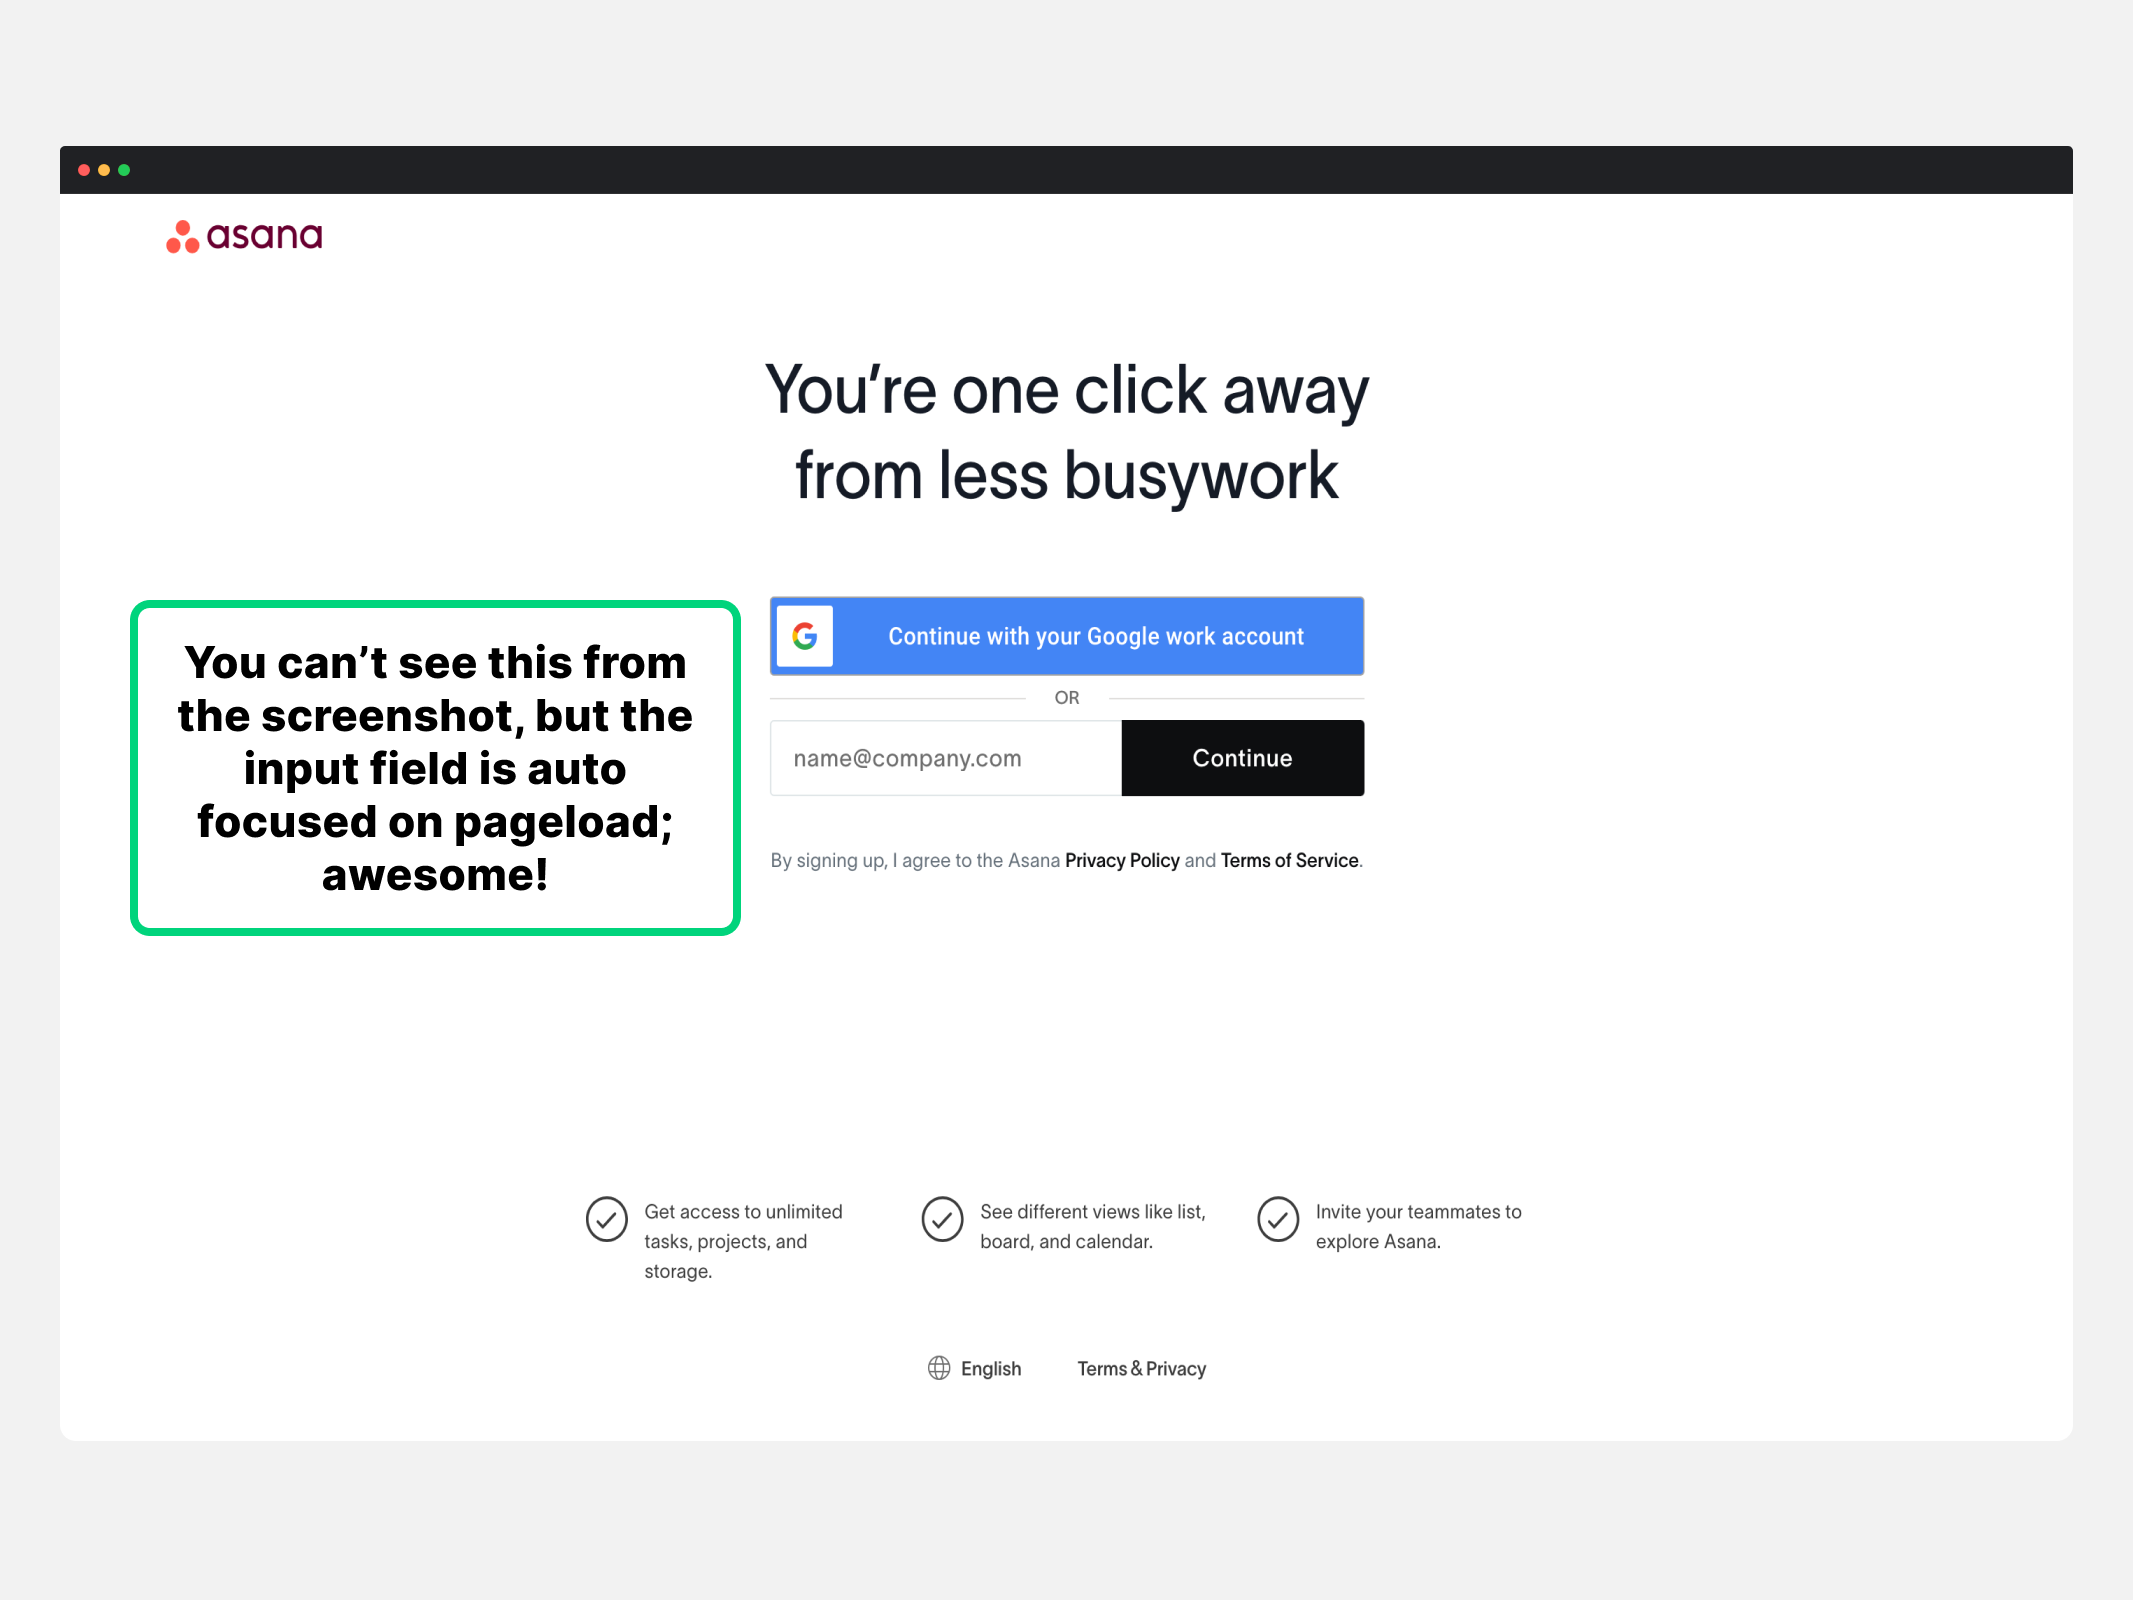 asana
You’re one click away
from less busywork
You can’t see this from
the screenshot, but the
input field is auto
focused on pageload;
awesome!
Continue with your Google work account
OR
name@company.com
Continue
By signing up, I agree to the Asana Privacy Policy and Terms of Service.
Get access to unlimited
tasks, projects, and
storage.
See different views like list,
board, and calendar.
Invite your teammates to
explore Asana.
English
Terms & Privacy